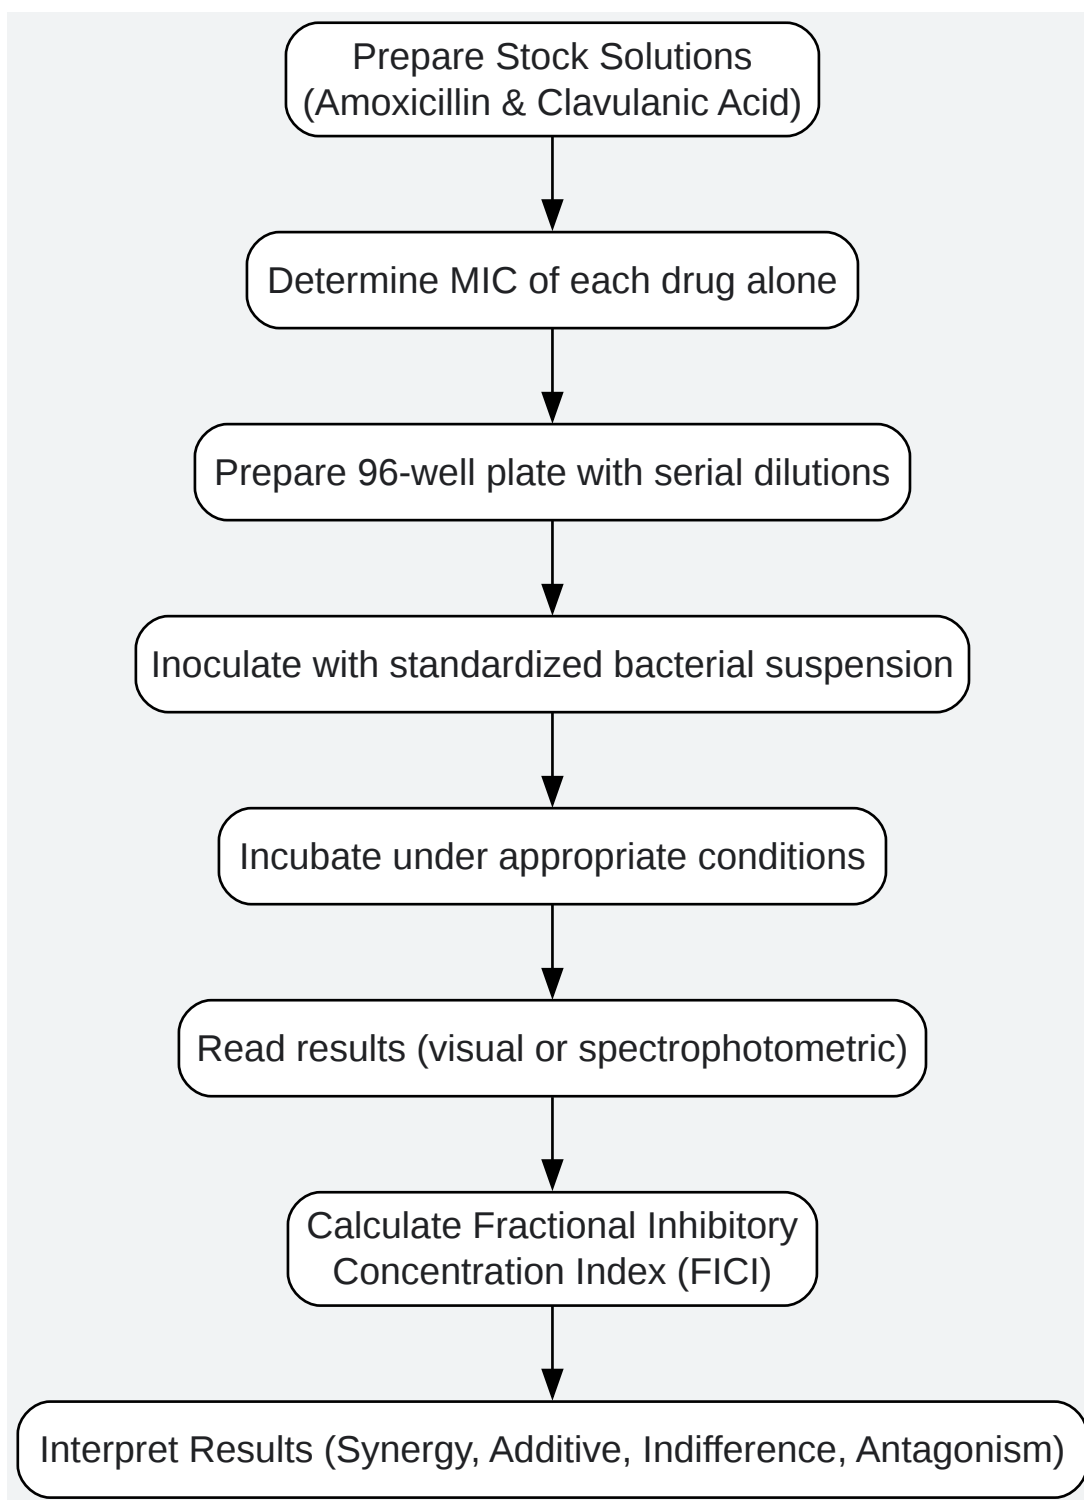 Prepare Stock Solutions
(Amoxicillin & Clavulanic Acid)
Determine MIC of each drug alone
Prepare 96-well plate with serial dilutions
Inoculate with standardized bacterial suspension
Incubate under appropriate conditions
Read results (visual or spectrophotometric)
Calculate Fractional Inhibitory
Concentration Index (FICI)
Interpret Results (Synergy, Additive, Indifference, Antagonism)